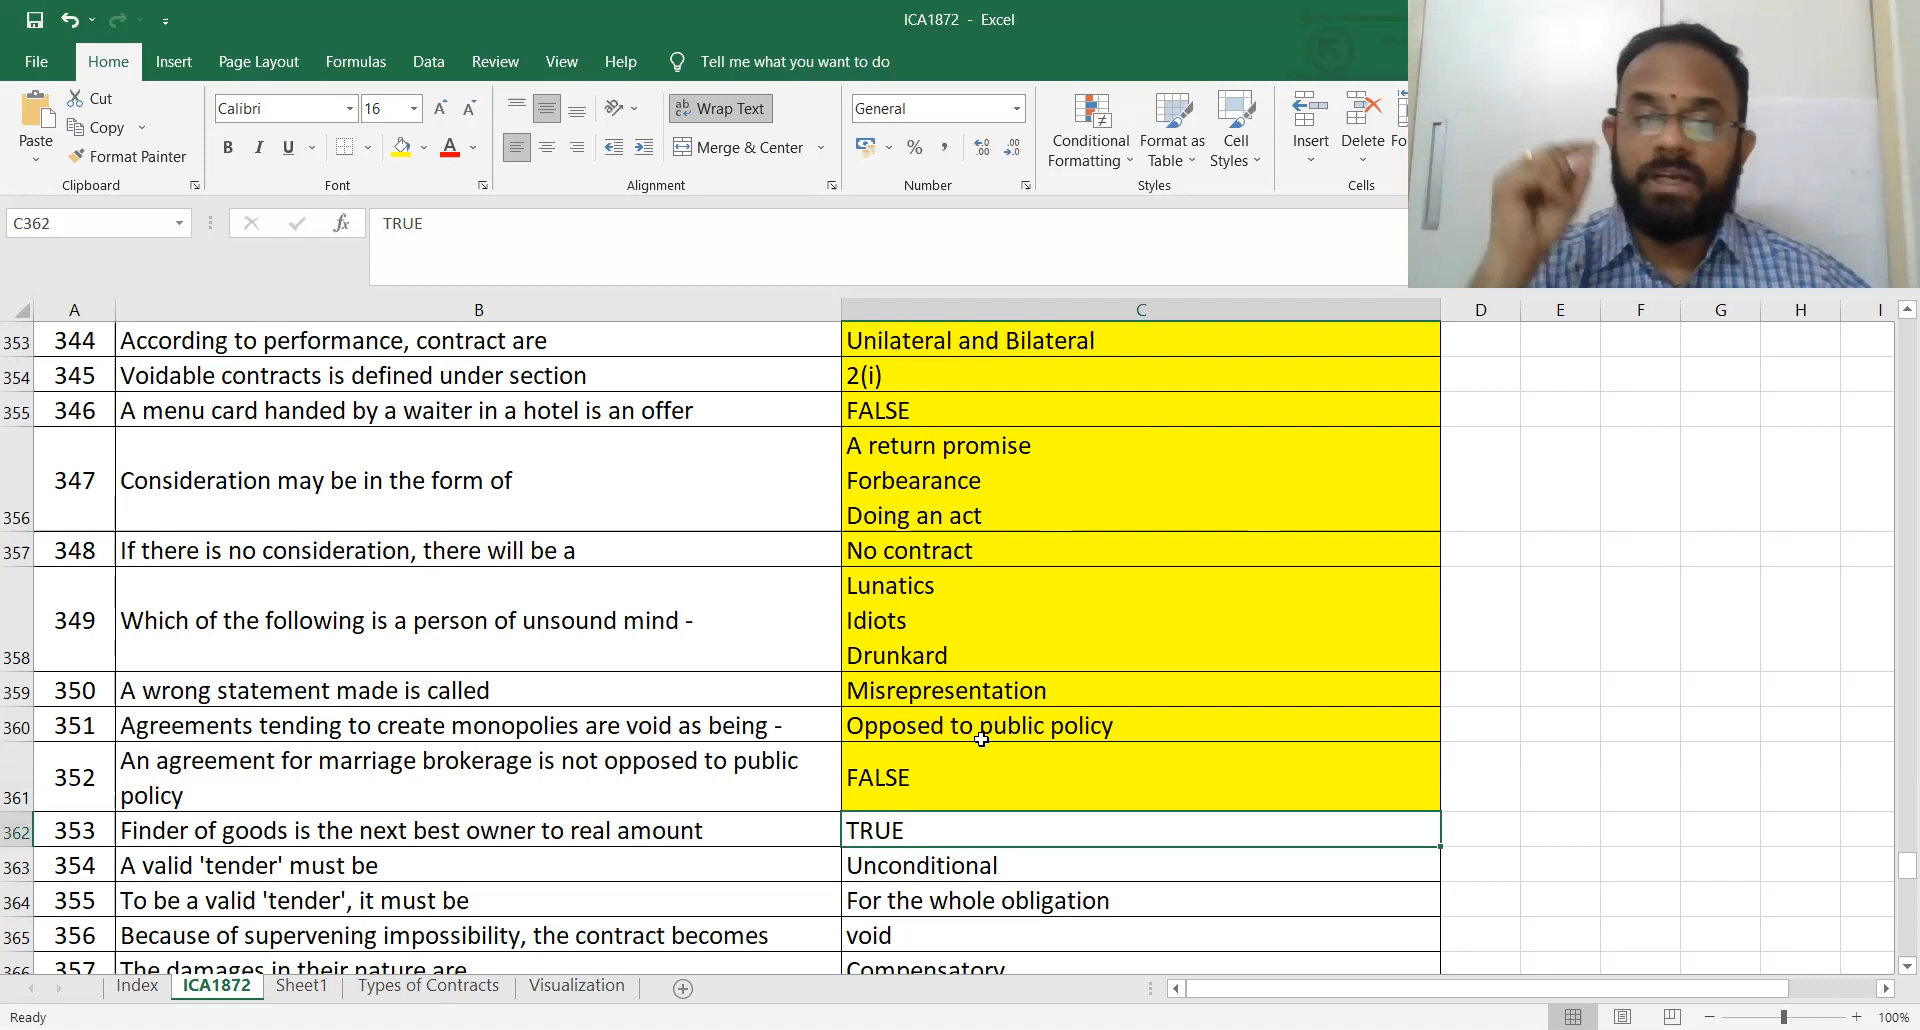 ICA1872 - Excel
File Home Insert Page Layout Formulas Data Review View Help Tell me what you want to do
Paste
Cut
Copy
Format Painter
Clipboard
Calibri 16
B I U
Font
Wrap Text
Merge & Center
Alignment
General
Number
Conditional Formatting
Format as Table
Cell Styles
Styles
Insert
Delete
Fo
Cells
C362 fx TRUE
A B C D E F G H I
353 344 According to performance, contract are Unilateral and Bilateral
354 345 Voidable contracts is defined under section 2(i)
355 346 A menu card handed by a waiter in a hotel is an offer FALSE
A return promise
347 Consideration may be in the form of Forbearance
356 Doing an act
357 348 If there is no consideration, there will be a No contract
Lunatics
349 Which of the following is a person of unsound mind - Idiots
358 Drunkard
359 350 A wrong statement made is called Misrepresentation
360 351 Agreements tending to create monopolies are void as being - Opposed to public policy
An agreement for marriage brokerage is not opposed to public
352 FALSE
361 policy
362 353 Finder of goods is the next best owner to real amount TRUE
363 354 A valid 'tender' must be Unconditional
364 355 To be a valid 'tender', it must be For the whole obligation
365 356 Because of supervening impossibility, the contract becomes void
366 357 The damages in their nature are Compensatory
Index ICA1872 Sheet1 Types of Contracts Visualization
Ready 100%